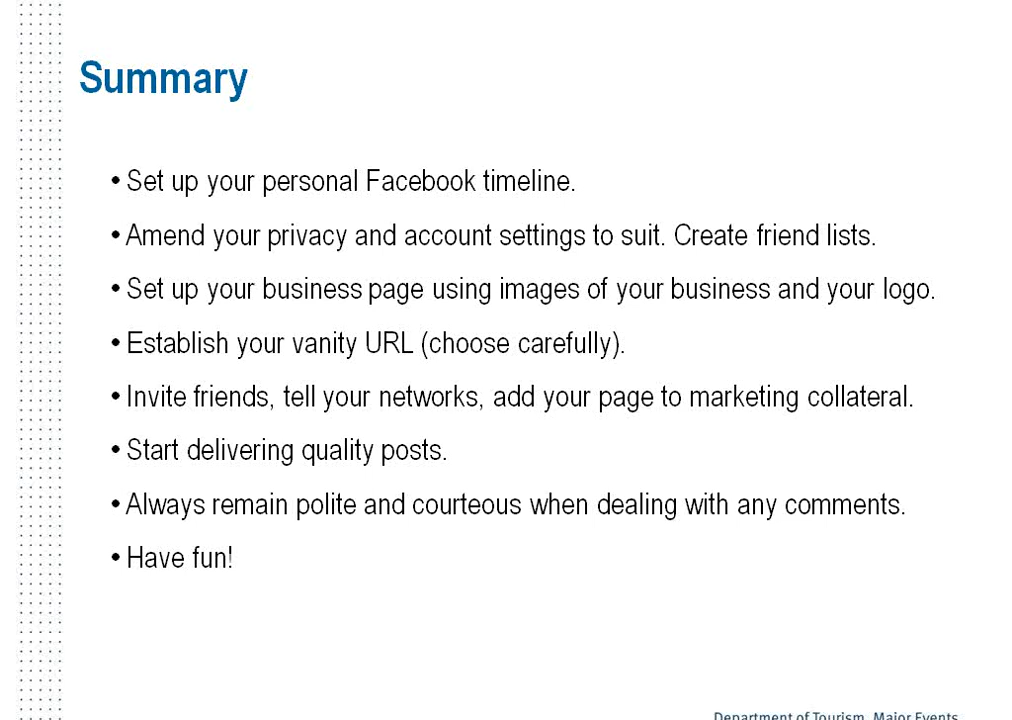 Summary
• Set up your personal Facebook timeline.
• Amend your privacy and account settings to suit. Create friend lists.
• Set up your business page using images of your business and your logo.
• Establish your vanity URL (choose carefully).
• Invite friends, tell your networks, add your page to marketing collateral.
• Start delivering quality posts.
• Always remain polite and courteous when dealing with any comments.
• Have fun!
Department of Tourism, Major Events